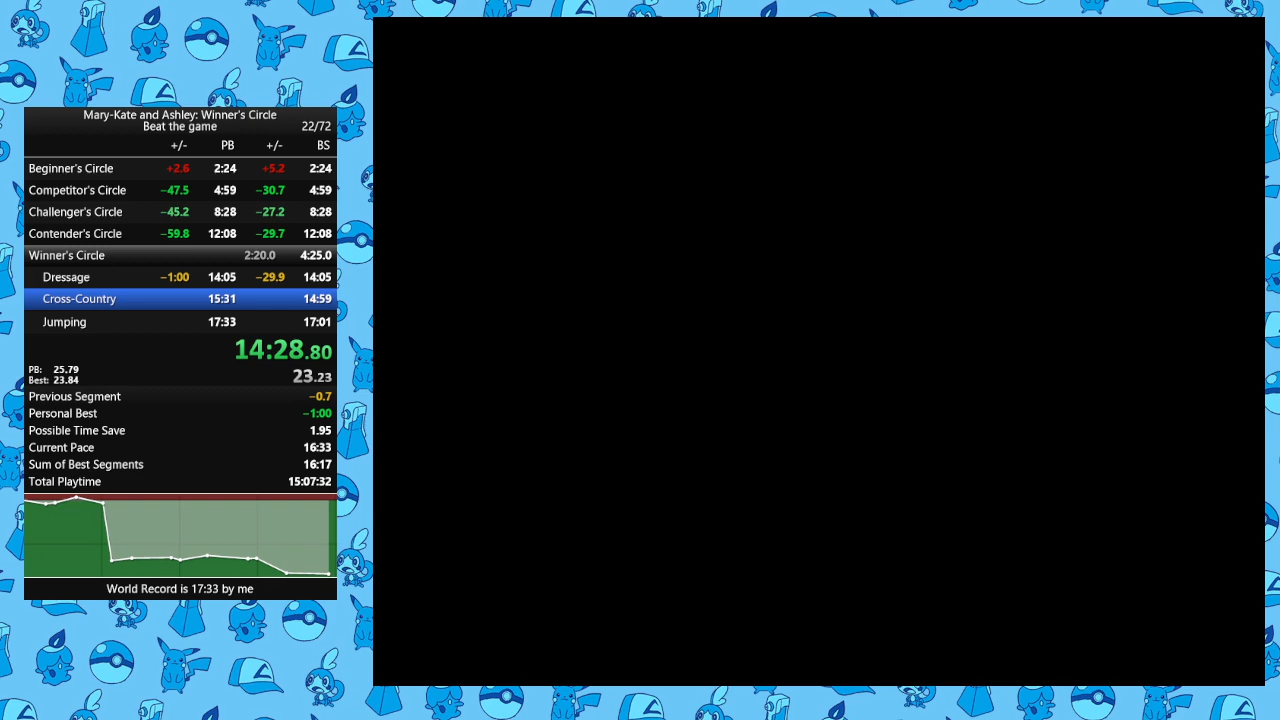 Mary-Kate and Ashley: Winner's Circle
Beat the game 22/72
+/- PB +/- BS
Beginner's Circle +2.6 2:24 +5.2 2:24
Competitor's Circle −47.5 4:59 −30.7 4:59
Challenger's Circle −45.2 8:28 −27.2 8:28
Contender's Circle −59.8 12:08 −29.7 12:08
Winner's Circle 2:20.0 4:25.0
Dressage −1:00 14:05 −29.9 14:05
Cross-Country 15:31 14:59
Jumping 17:33 17:01
14:28.80
PB: 25.79
Best: 23.84
23.23
Previous Segment −0.7
Personal Best −1:00
Possible Time Save 1.95
Current Pace 16:33
Sum of Best Segments 16:17
Total Playtime 15:07:32
World Record is 17:33 by me